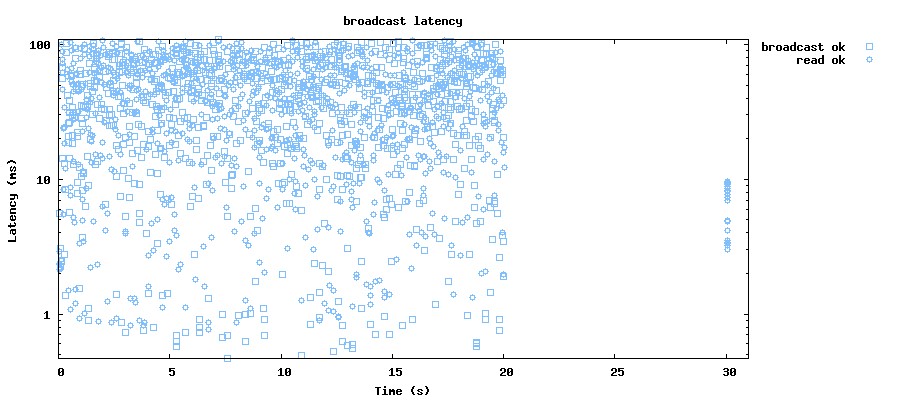 broadcast latency
broadcast ok
read ok
100
10
1
Latency (ms)
0 5 10 15 20 25 30
Time (s)